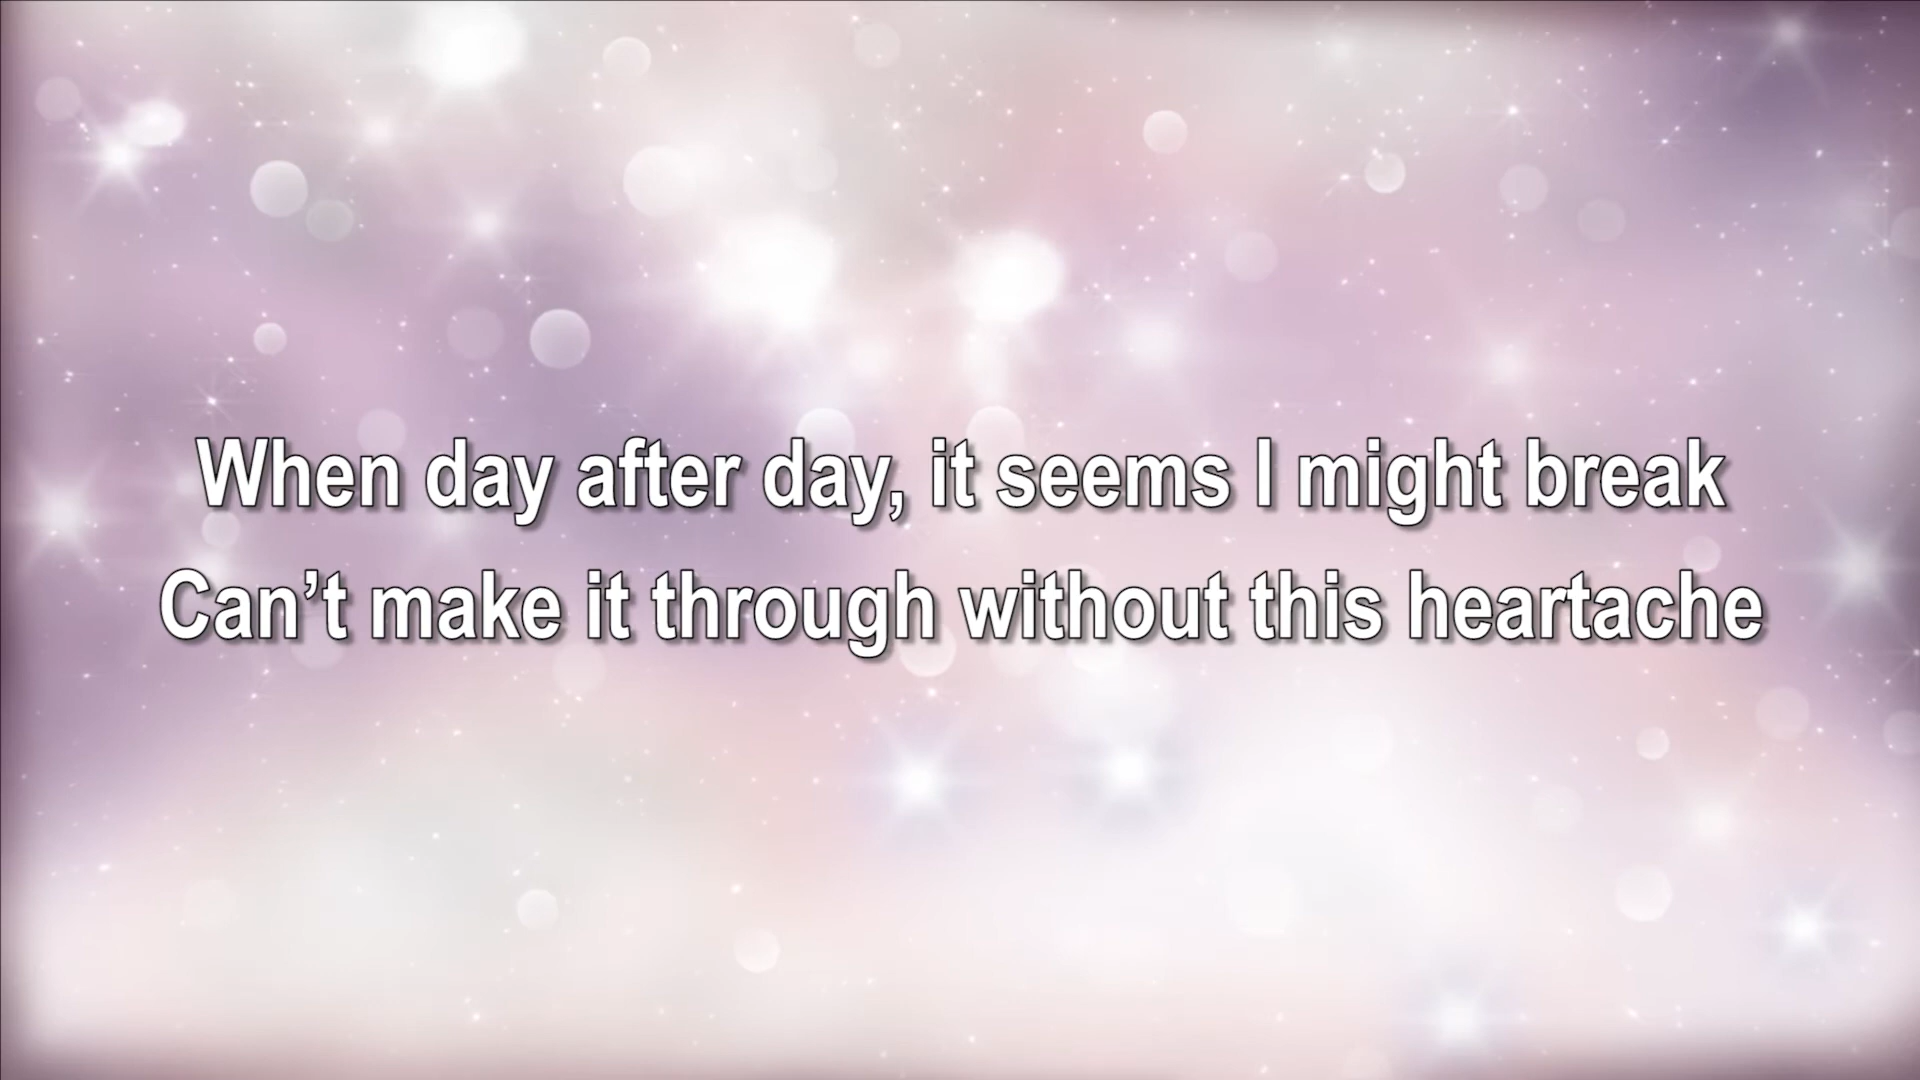 When day after day, it seems I might break
Can’t make it through without this heartache